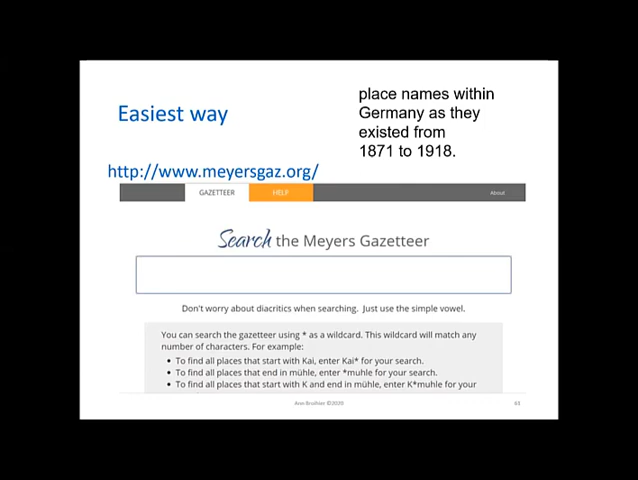 Easiest way
place names within
Germany as they
existed from
1871 to 1918.
http://www.meyersgaz.org/
GAZETTEER HELP About
Search the Meyers Gazetteer
Don't worry about diacritics when searching. Just use the simple vowel.
You can search the gazetteer using * as a wildcard. This wildcard will match any
number of characters. For example:
• To find all places that start with Kai, enter Kai* for your search.
• To find all places that end in mühle, enter *muhle for your search.
• To find all places that start with K and end in mühle, enter K*muhle for your
©2020